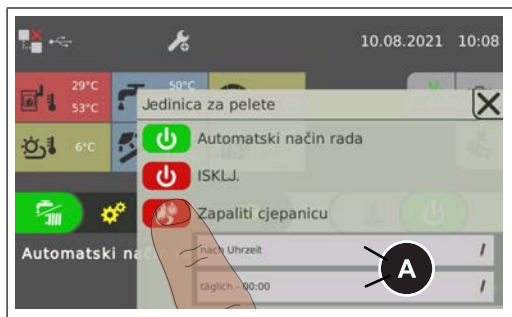 10.08.2021 10:08
29°C
53°C
50°C
6°C
Jedinica za pelete
Automatski način rada
ISKLJ.
Zapaliti cjepanicu
Automatski na
nach Uhrzeit
täglich - 00:00
A